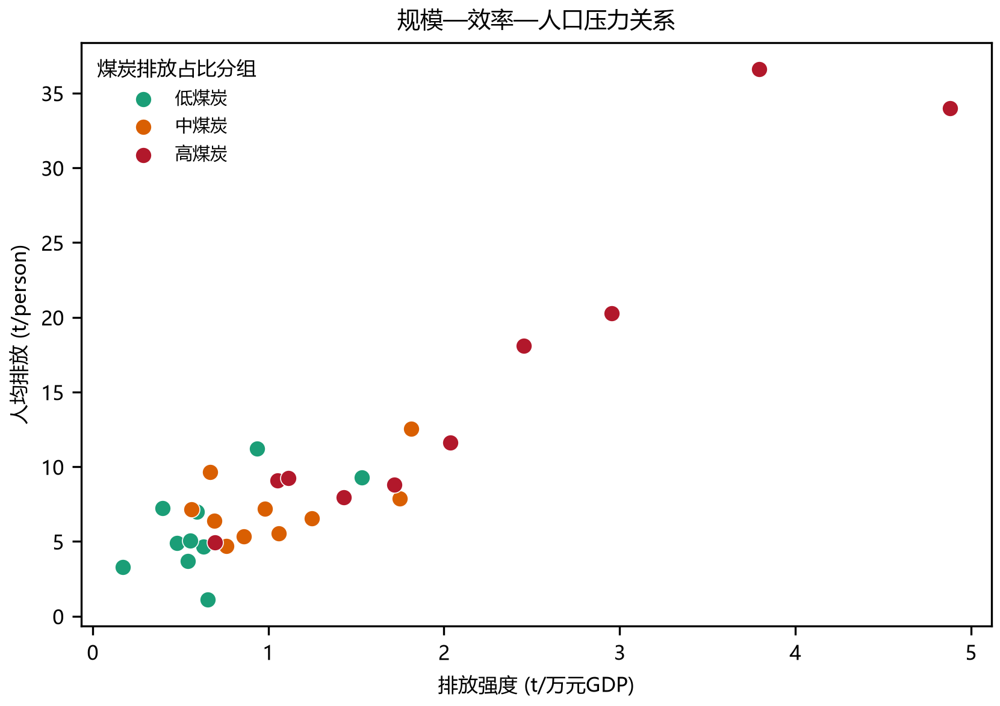 规模—效率—人口压力关系
煤炭排放占比分组
低煤炭
中煤炭
高煤炭
35
30
25
20
15
10
5
0
人均排放 (t/person)
0 1 2 3 4 5
排放强度 (t/万元GDP)